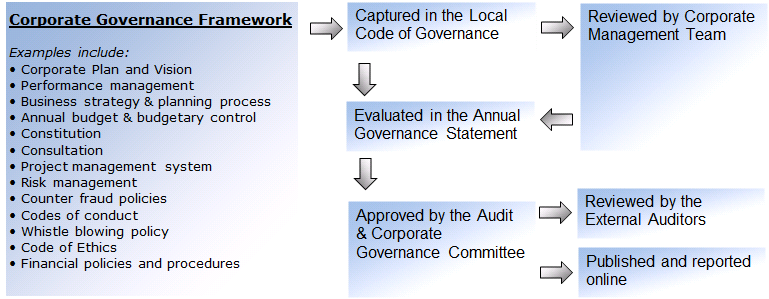 Corporate Governance Framework
Examples include:
• Corporate Plan and Vision
• Performance management
• Business strategy & planning process
• Annual budget & budgetary control
• Constitution
• Consultation
• Project management system
• Risk management
• Counter fraud policies
• Codes of conduct
• Whistle blowing policy
• Code of Ethics
• Financial policies and procedures
Captured in the Local
Code of Governance
Reviewed by Corporate
Management Team
Evaluated in the Annual
Governance Statement
Approved by the Audit
& Corporate
Governance Committee
Reviewed by the
External Auditors
Published and reported
online